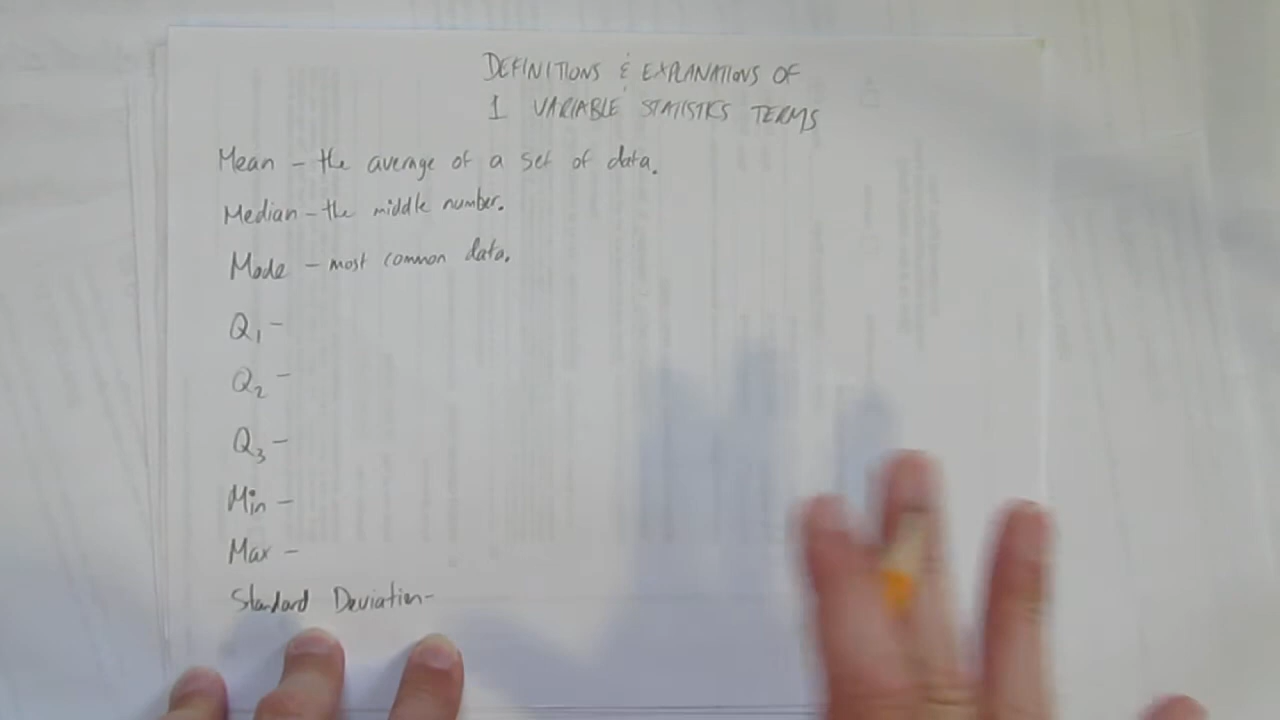 DEFINITIONS & EXPLANATIONS OF
1 VARIABLE STATISTICS TERMS
Mean - the average of a set of data.
Median - the middle number.
Mode - most common data.
Q1 -
Q2 -
Q3 -
Min -
Max -
Standard Deviation-